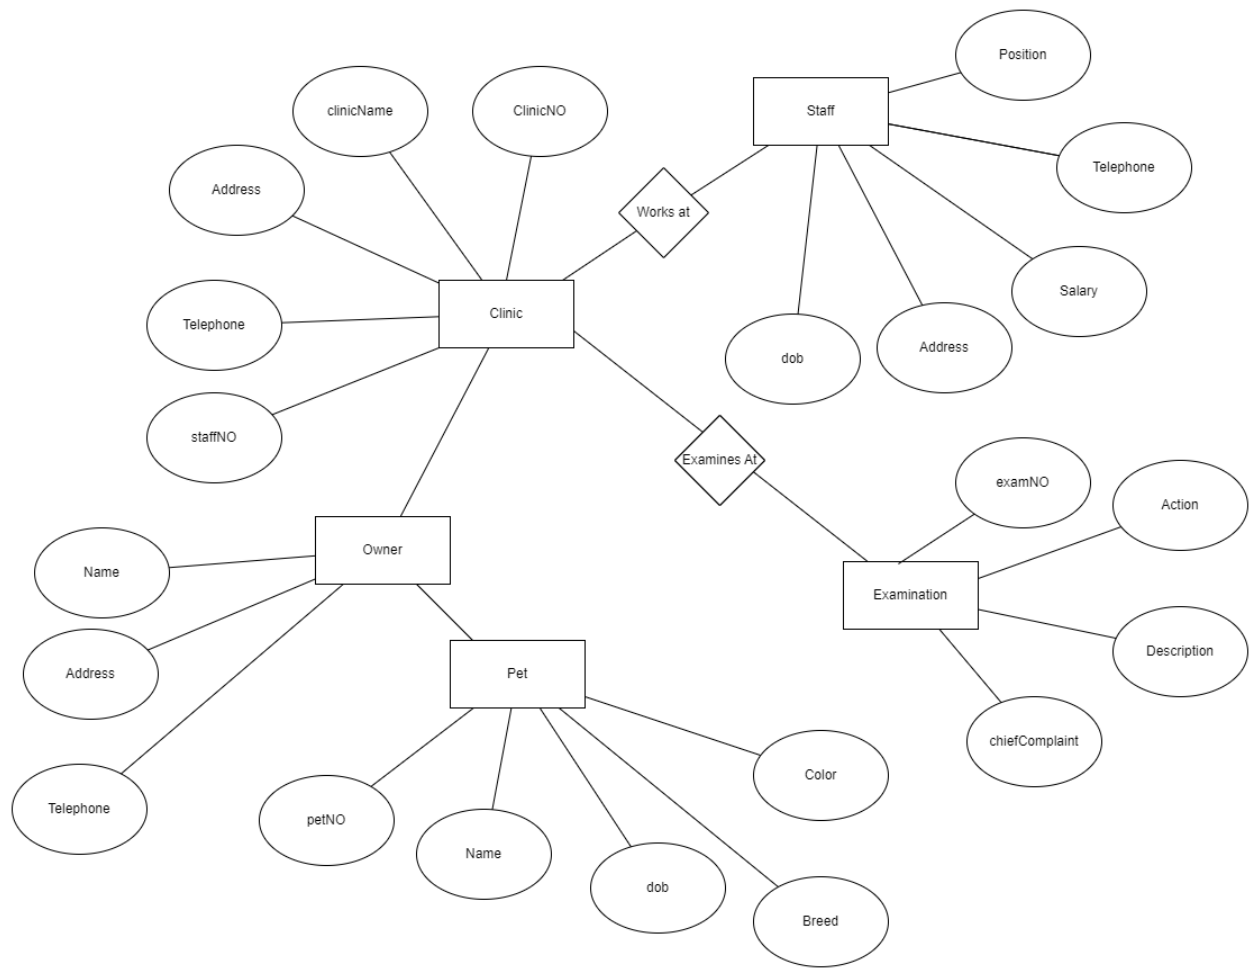 Position
clinicName
ClinicNO
Staff
Telephone
Address
Works at
Salary
Clinic
Telephone
Address
dob
staffNO
Examines At
examNO
Action
Owner
Name
Examination
Description
Address
Pet
chiefComplaint
Color
Telephone
petNO
Name
dob
Breed